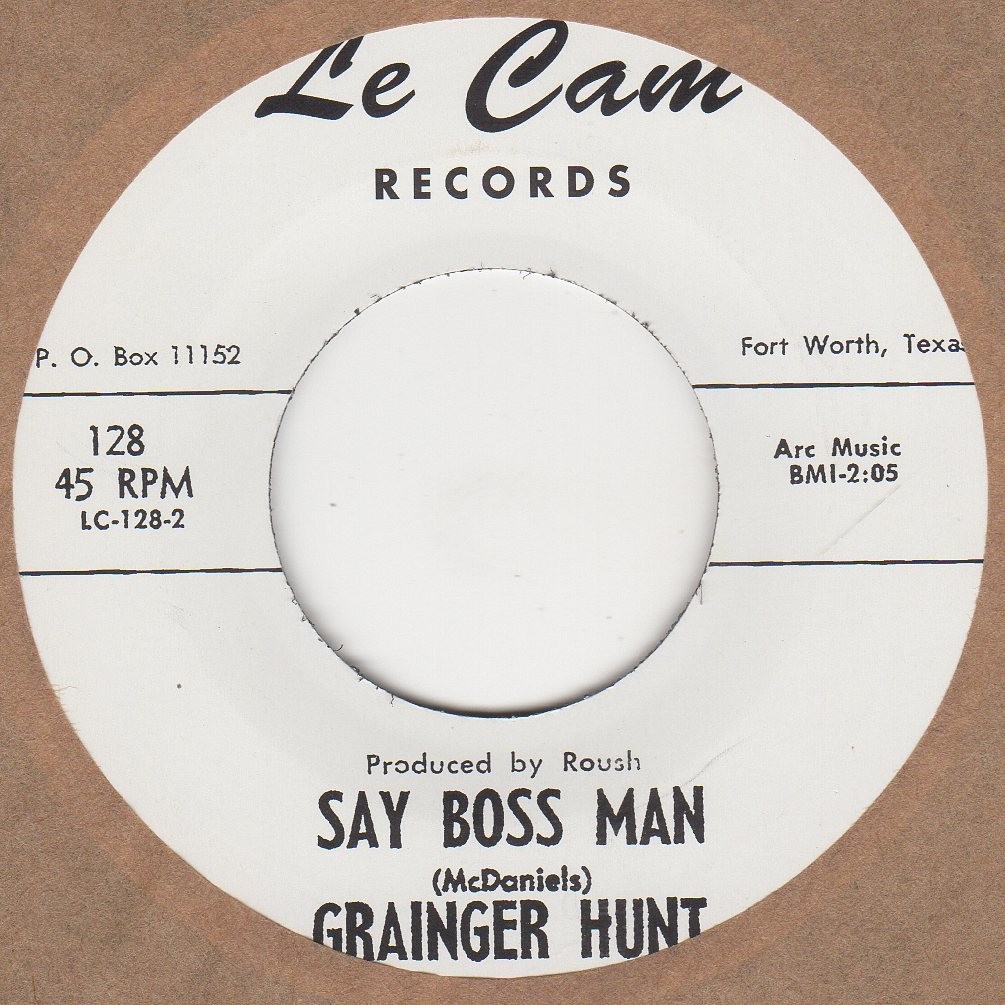 Le Cam
RECORDS
P. O. Box 11152
Fort Worth, Texas
128
45 RPM
LC-128-2
Arc Music
BMI-2:05
Produced by Roush
SAY BOSS MAN
(McDaniels)
GRAINGER HUNT